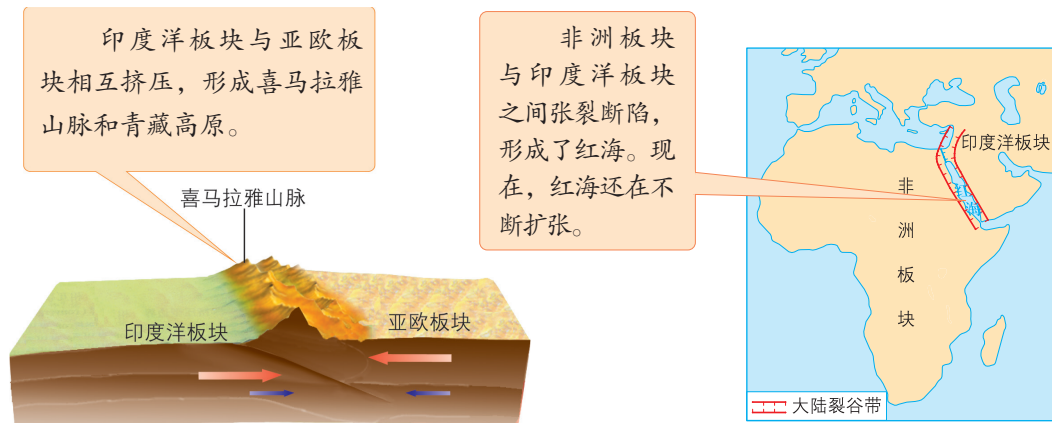 印度洋板块与亚欧板
块相互挤压，形成喜马拉雅
山脉和青藏高原。
喜马拉雅山脉
印度洋板块
亚欧板块
非洲板块
与印度洋板块
之间张裂断陷，
形成了红海。现
在，红海还在不
断扩张。
印度洋板块
红
海
非
洲
板
块
大陆裂谷带